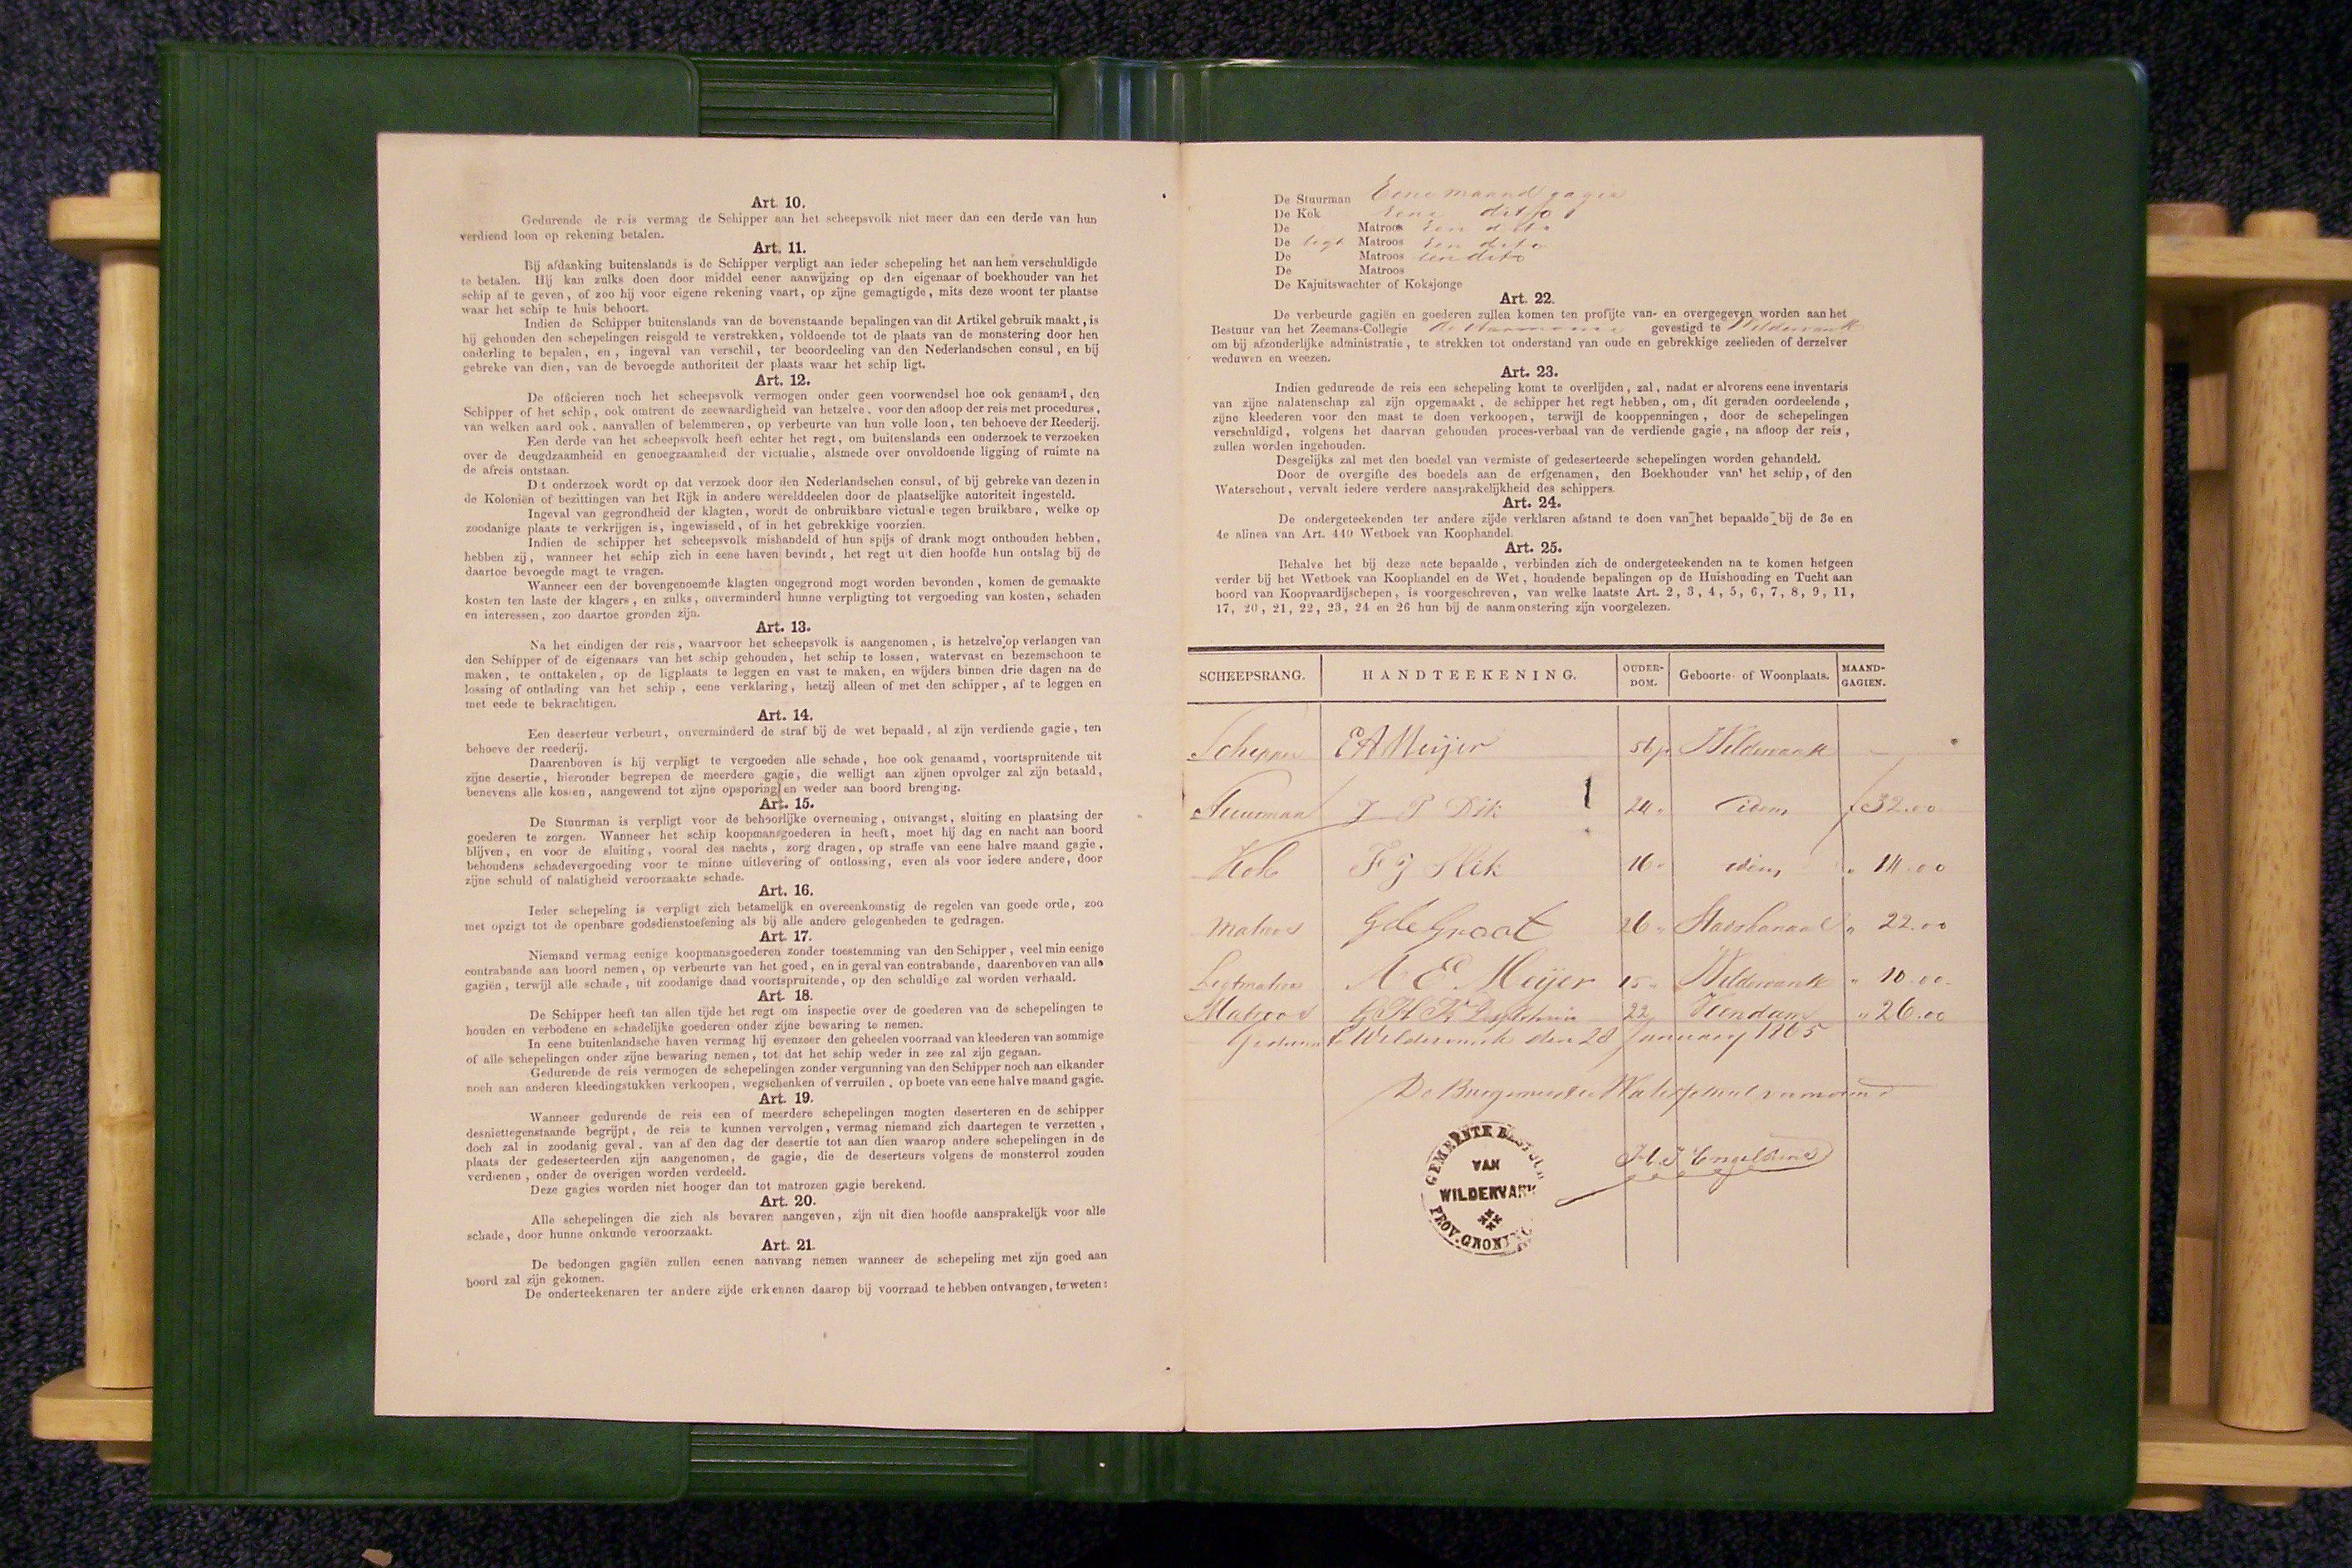 Art. 10.
Gedurende de reis vermag de Schipper aan het scheepsvolk niet meer dan een derde van hun
verdiend loon op rekening betalen.
Art. 11.
Bij afdanking buitenslands is de Schipper verpligt aan ieder schepeling het aan hem verschuldigde
te betalen. Hij kan zulks doen door middel eener aanwijzing op den eigenaar of boekhouder van het
schip af te geven, of zoo hij voor eigene rekening vaart, op zijne gemagtigde, mits deze woont ter plaatse
waar het schip te huis behoort.
Indien de Schipper buitenslands van de bovenstaande bepalingen van dit Artikel gebruik maakt, is
hij gehouden den schepelingen reisgeld te verstrekken, voldoende tot de plaats van de monstering door hen
onderling te bepalen, en, ingeval van verschil, ter beoordeeling van den Nederlandschen consul, en bij
gebreke van dien, van de bevoegde authoriteit der plaats waar het schip ligt.
Art. 12.
De officieren noch het scheepsvolk vermogen onder geen voorwendsel hoe ook genaamd, den
Schipper of het schip, ook omtrent de zeewaardigheid van hetzelve, voor den afloop der reis met procedures,
van welken aard ook, aanvallen of belemmeren, op verbeurte van hun volle loon, ten behoeve der Reederij.
Een derde van het scheepsvolk heeft echter het regt, om buitenslands een onderzoek te verzoeken
over de deugdzaamheid en genoegzaamheid der victualie, alsmede over onvoldoende ligging of ruimte na
de afreis ontstaan.
D t onderzoek wordt op dat verzoek door den Nederlandschen consul, of bij gebreke van dezen in
de Koloniën of bezittingen van het Rijk in andere werelddeelen door de plaatselijke autoriteit ingesteld.
Ingeval van gegrondheid der klagten, wordt de onbruikbare victual e tegen bruikbare, welke op
zoodanige plaats te verkrijgen is, ingewisseld, of in het gebrekkige voorzien.
Indien de schipper het scheepsvolk mishandeld of hun spijs of drank mogt onthouden hebben,
hebben zij, wanneer het schip zich in eene haven bevindt, het regt uit dien hoofde hun ontslag bij de
daartoe bevoegde magt te vragen.
Wanneer een der bovengenoemde klagten ongegrond mogt worden bevonden, komen de gemaakte
kosten ten laste der klagers, en zulks, onverminderd hunne verpligting tot vergoeding van kosten, schaden
en interessen, zoo daartoe gronden zijn.
Art. 13.
Na het eindigen der reis, waarvoor het scheepsvolk is aangenomen, is hetzelve op verlangen van
den Schipper of de eigenaars van het schip gehouden, het schip te lossen, watervast en bezemschoon te
maken, te onttakelen, op de ligplaats te leggen en vast te maken, en wijders binnen drie dagen na de
lossing of ontlading van het schip, eene verklaring, hetzij alleen of met den schipper, af te leggen en
met eede te bekrachtigen.
Art. 14.
Een deserteur verbeurt, onverminderd de straf bij de wet bepaald, al zijn verdiende gagie, ten
behoeve der reederij.
Daarenboven is hij verpligt te vergoeden alle schade, hoe ook genaamd, voortspruitende uit
zijne desertie, hieronder begrepen de meerdere gagie, die welligt aan zijnen opvolger zal zijn betaald,
benevens alle kosten, aangewend tot zijne opsporing en weder aan boord brenging.
Art. 15.
De Stuurman is verpligt voor de behoorlijke overneming, ontvangst, sluiting en plaatsing der
goederen te zorgen. Wanneer het schip koopmansgoederen in heeft, moet hij dag en nacht aan boord
blijven, en voor de sluiting, vooral des nachts, zorg dragen, op straffe van eene halve maand gagie,
behoudens schadevergoeding voor te minne uitlevering of ontlossing, even als voor iedere andere, door
zijne schuld of nalatigheid veroorzaakte schade.
Art. 16.
Ieder schepeling is verpligt zich betamelijk en overeenkomstig de regelen van goede orde, zoo
met opzigt tot de openbare godsdienstoefening als bij alle andere gelegenheden te gedragen.
Art. 17.
Niemand vermag eenige koopmansgoederen zonder toestemming van den Schipper, veel min eenige
contrabande aan boord nemen, op verbeurte van het goed, en in geval van contrabande, daarenboven van alle
gagiën, terwijl alle schade, uit zoodanige daad voortspruitende, op den schuldige zal worden verhaald.
Art. 18.
De Schipper heeft ten allen tijde het regt om inspectie over de goederen van de schepelingen te
houden en verbodene en schadelijke goederen onder zijne bewaring te nemen.
In eene buitenlandsche haven vermag hij evenzeer den geheelen voorraad van kleederen van sommige
of alle schepelingen onder zijne bewaring nemen, tot dat het schip weder in zee zal zijn gegaan.
Gedurende de reis vermogen de schepelingen zonder vergunning van den Schipper noch aan elkander
noch aan anderen kleedingstukken verkoopen, wegschenken of verruilen, op boete van eene halve maand gagie.
Art. 19.
Wanneer gedurende de reis een of meerdere schepelingen mogten deserteren en de schipper
desniettegenstaande begrijpt, de reis te kunnen vervolgen, vermag niemand zich daartegen te verzetten,
doch zal in zoodanig geval, van af den dag der desertie tot aan dien waarop andere schepelingen in de
plaats der gedeserteerden zijn aangenomen, de gagie, die de deserteurs volgens de monsterrol zouden
verdienen, onder de overigen worden verdeeld.
Deze gagies worden niet hooger dan tot matrozen gagie berekend.
Art. 20.
Alle schepelingen die zich als bevaren aangeven, zijn uit dien hoofde aansprakelijk voor alle
schade, door hunne onkunde veroorzaakt.
Art. 21.
De bedongen gagiën zullen eenen aanvang nemen wanneer de schepeling met zijn goed aan
boord zal zijn gekomen.
De onderteekenaren ter andere zijde erkennen daarop bij voorraad te hebben ontvangen, te weten:
De Stuurman Eene maand gagie
De Kok Eene dito
De Matroos Een dito
De ligt Matroos Een dito
De Matroos Een dito
De Matroos
De Kajuitswachter of Koksjonge
Art. 22.
De verbeurde gagiën en goederen zullen komen ten profijte van- en overgegeven worden aan het
Bestuur van het Zeemans-Collegie de Harmonie gevestigd te Wildervank
om bij afzonderlijke administratie, te strekken tot onderstand van oude en gebrekkige zeelieden of derzelver
weduwen en weezen.
Art. 23.
Indien gedurende de reis een schepeling komt te overlijden, zal, nadat er alvorens eene inventaris
van zijne nalatenschap zal zijn opgemaakt, de schipper het regt hebben, om, dit geraden oordeelende,
zijne kleederen voor den mast te doen verkoopen, terwijl de kooppenningen, door de schepelingen
verschuldigd, volgens het daarvan gehouden proces-verbaal van de verdiende gagie, na afloop der reis,
zullen worden ingehouden.
Desgelijks zal met den boedel van vermiste of gedeserteerde schepelingen worden gehandeld.
Door de overgifte des boedels aan de erfgenamen, den Boekhouder van het schip, of den
Waterschout, vervalt iedere verdere aansprakelijkheid des schippers.
Art. 24.
De ondergeteekenden ter andere zijde verklaren afstand te doen van het bepaalde bij de 3e en
4e alinea van Art. 440 Wetboek van Koophandel.
Art. 25.
Behalve het bij deze acte bepaalde, verbinden zich de ondergeteekenden na te komen hetgeen
verder bij het Wetboek van Koophandel en de Wet, houdende bepalingen op de Huishouding en Tucht aan
boord van Koopvaardijschepen, is voorgeschreven, van welke laatste Art. 2, 3, 4, 5, 6, 7, 8, 9, 11,
17, 20, 21, 22, 23, 24 en 26 hun bij de aanmonstering zijn voorgelezen.
SCHEEPSRANG. HANDTEEKENING. OUDER-DOM. Geboorte- of Woonplaats. MAAND-GAGIEN.
Schipper E A Meijer 56 j Wildervank
Stuurman J P Dik 24 " idem f 32.00
Kok F J Slik 16 " idem " 14.00
Matroos G de Groot 26 " Stadskanaal " 22.00
Ligtmatroos A E Meijer 15 " Wildervank " 10.00
Matroos G H 22 Veendam " 26.00
Gedaan te Wildervank den 28 January 1865
De Burgemeester Waterschout
GEMEENTE BESTUUR
VAN
WILDERVANK
PROV. GRONING